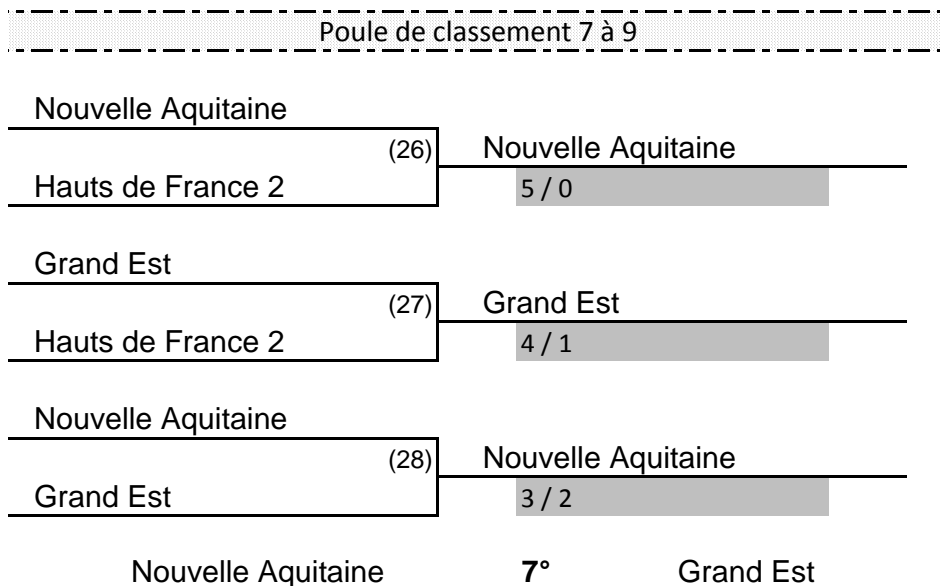 Poule de classement 7 à 9
Nouvelle Aquitaine
(26) Nouvelle Aquitaine
Hauts de France 2 5 / 0
Grand Est
(27) Grand Est
Hauts de France 2 4 / 1
Nouvelle Aquitaine
(28) Nouvelle Aquitaine
Grand Est 3 / 2
Nouvelle Aquitaine 7° Grand Est